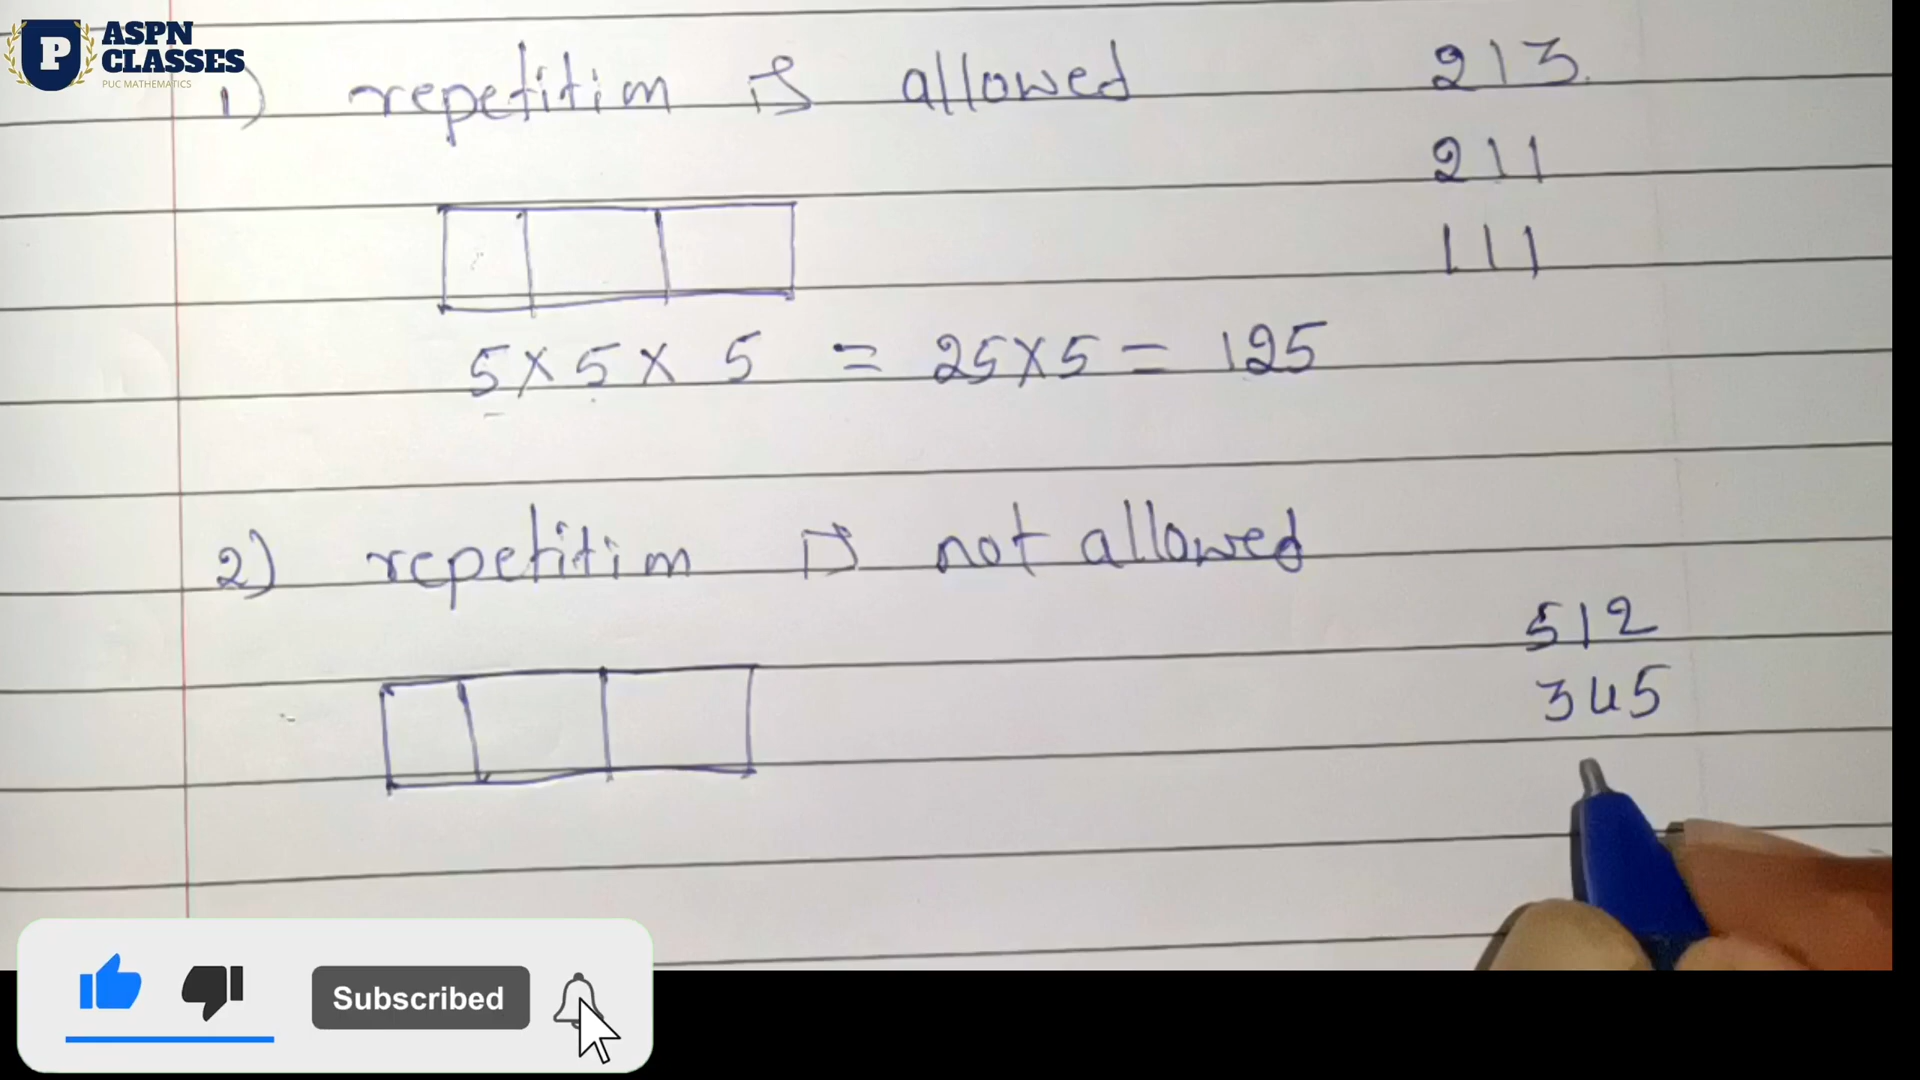 ASPN
CLASSES
PUC MATHEMATICS
P
1) repetitim is allowed
213
211
111
5 x 5 x 5 = 25 x 5 = 125
2) repetitim is not allowed
512
345
Subscribed